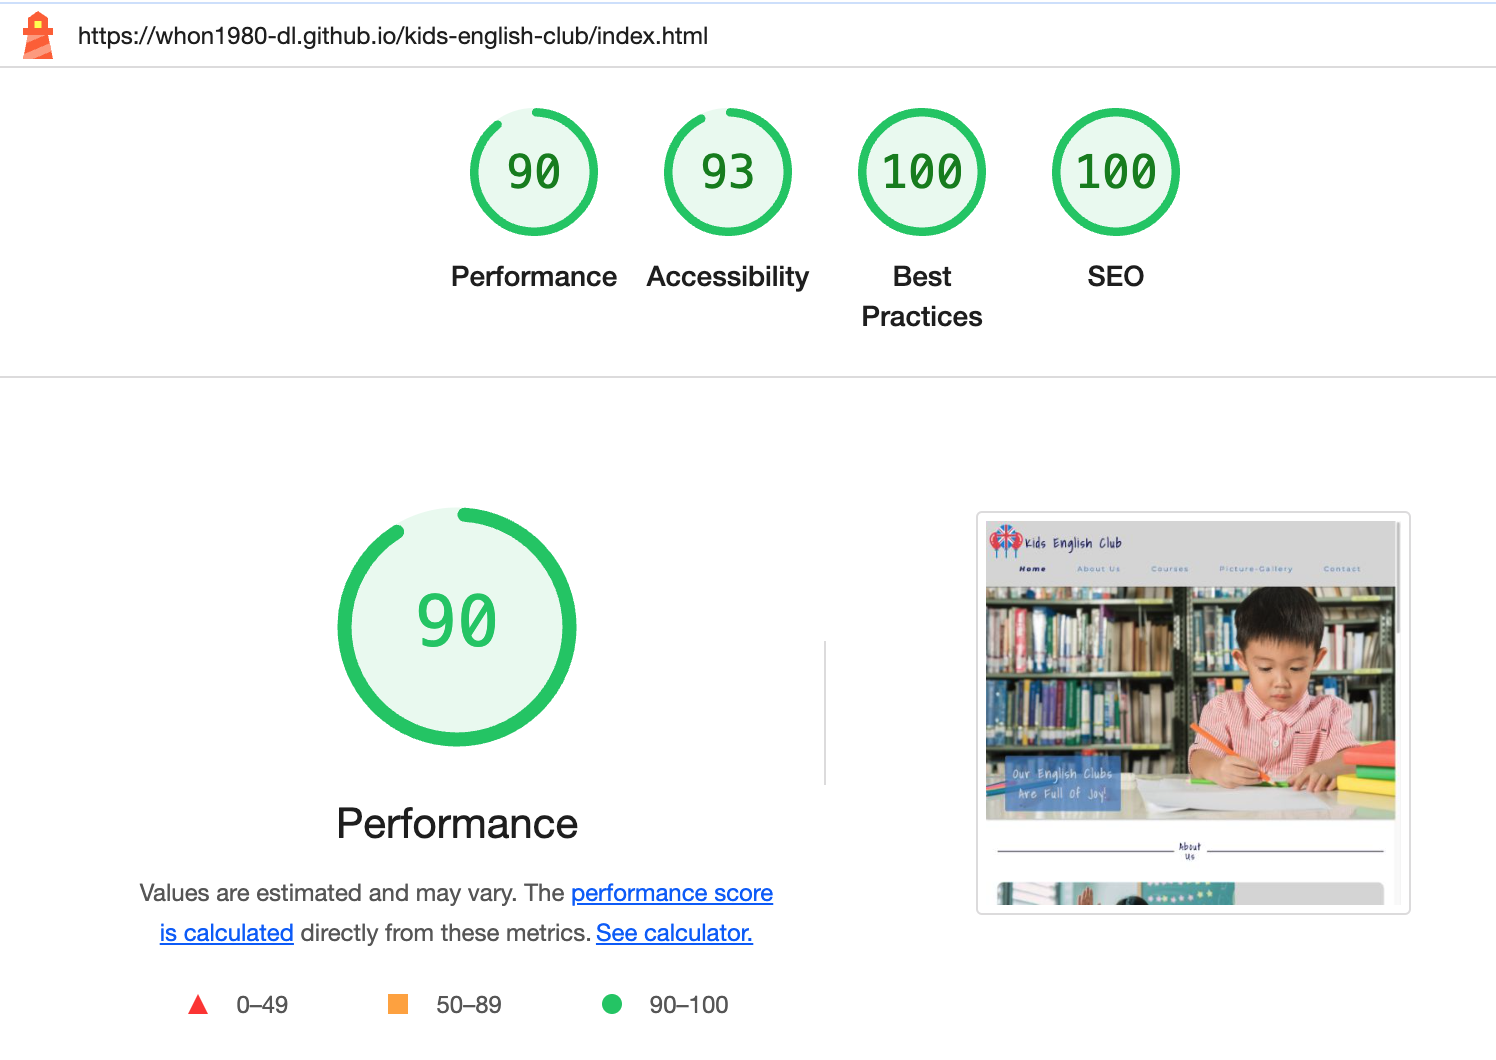 https://whon1980-dl.github.io/kids-english-club/index.html
90
93
100
100
Performance
Accessibility
Best
Practices
SEO
90
Performance
Values are estimated and may vary. The performance score
is calculated directly from these metrics. See calculator.
0–49
50–89
90–100
Kids English Club
Home
About Us
Courses
Picture-Gallery
Contact
Our English Clubs
Are Full Of Joy!
About
Us